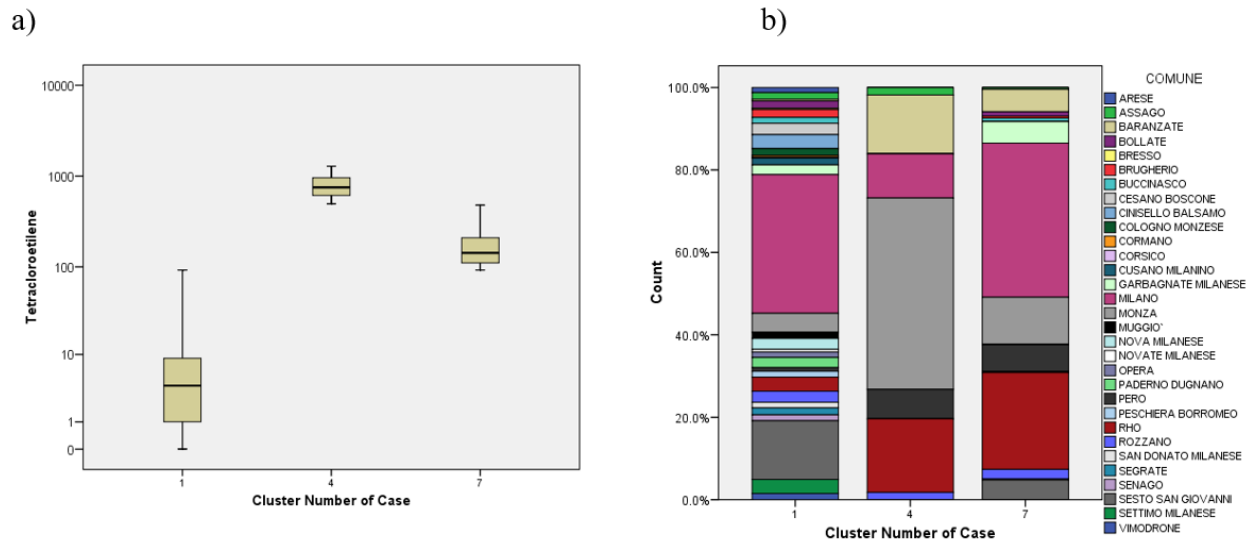 a)
b)
10000
1000
100
10
1
0
Tetracloroetilene
1
4
7
Cluster Number of Case
100.0%
80.0%
60.0%
40.0%
20.0%
0.0%
Count
1
4
7
Cluster Number of Case
COMUNE
ARESE
ASSAGO
BARANZATE
BOLLATE
BRESSO
BRUGHERIO
BUCCINASCO
CESANO BOSCONE
CINISELLO BALSAMO
COLOGNO MONZESE
CORMANO
CORSICO
CUSANO MILANINO
GARBAGNATE MILANESE
MILANO
MONZA
MUGGIO'
NOVA MILANESE
NOVATE MILANESE
OPERA
PADERNO DUGNANO
PERO
PESCHIERA BORROMEO
RHO
ROZZANO
SAN DONATO MILANESE
SEGRATE
SENAGO
SESTO SAN GIOVANNI
SETTIMO MILANESE
VIMODRONE